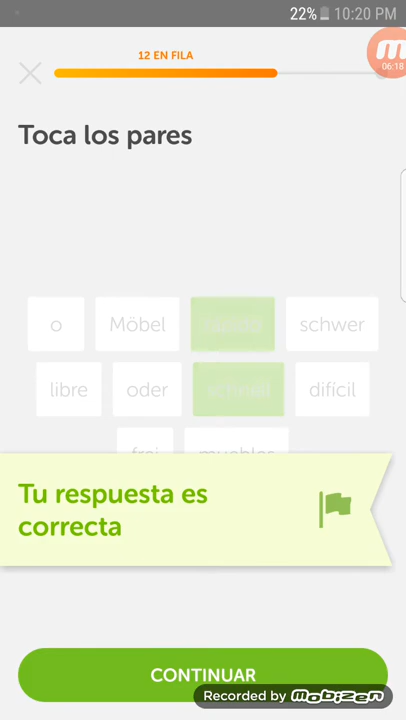 22% 10:20 PM
12 EN FILA
06:18
Toca los pares
o Möbel schwer
libre oder difícil
frei muebles
Tu respuesta es
correcta
CONTINUAR
Recorded by mobizen